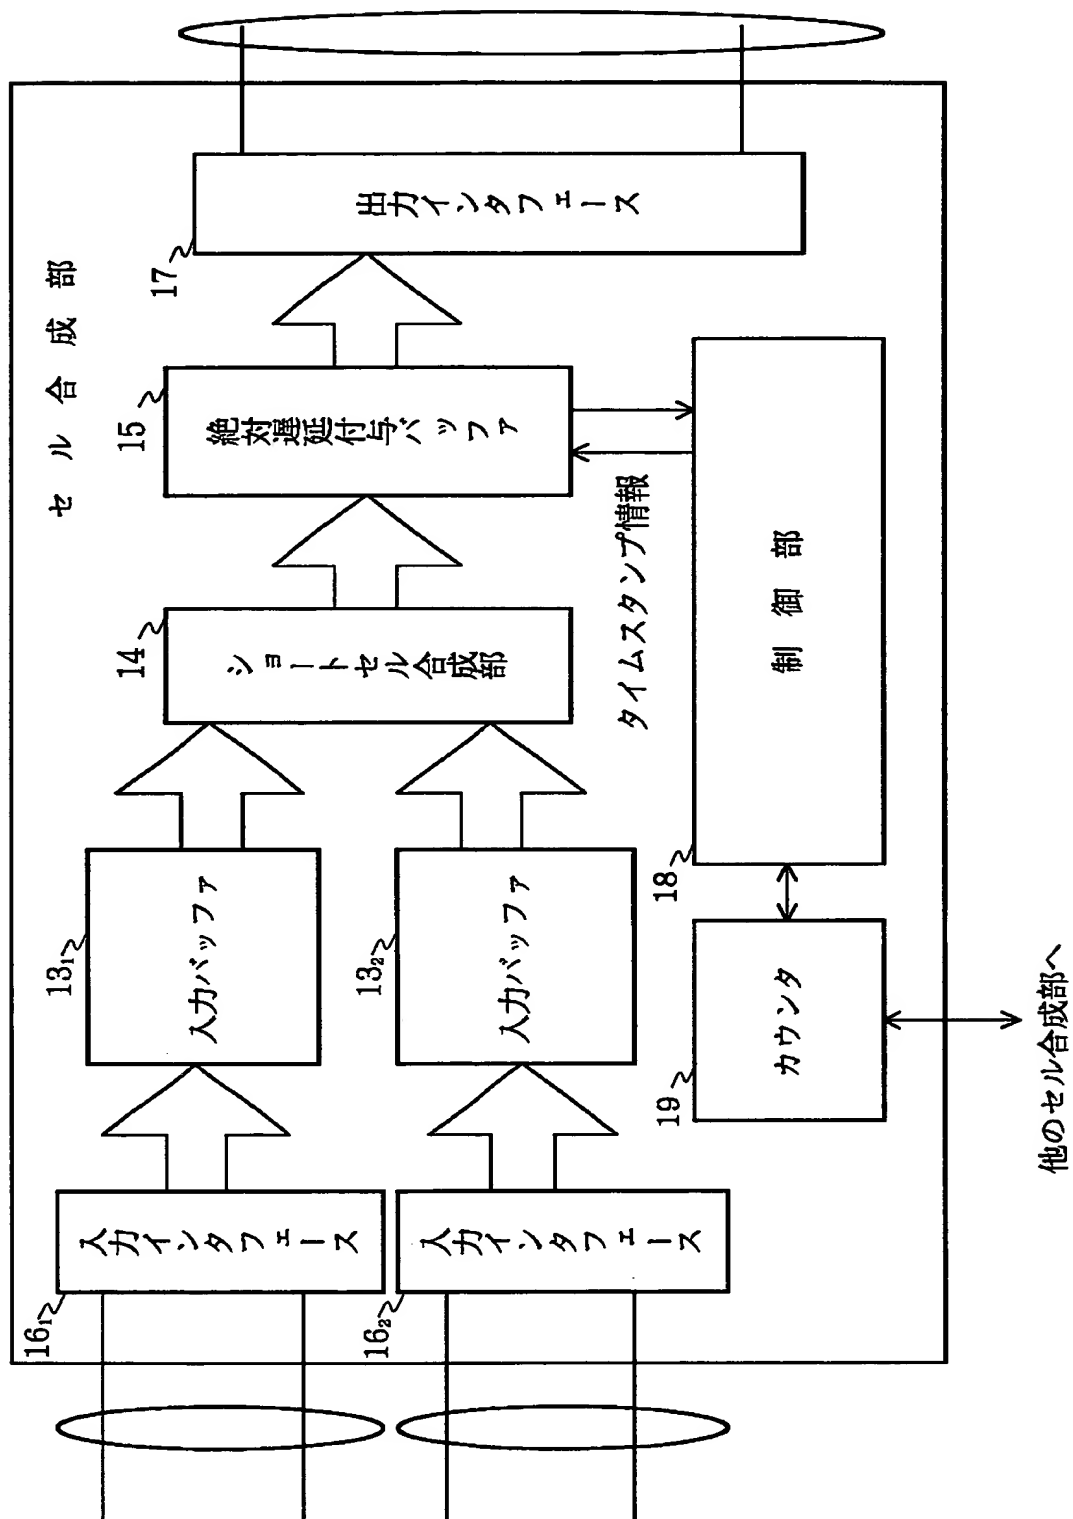 セル合成部
16₁
入力インタフェース
13₁
入力バッファ
14
ショートセル合成部
15
絶対遅延付与バッファ
17
出力インタフェース
16₂
入力インタフェース
13₂
入力バッファ
タイムスタンプ情報
19
カウンタ
18
制御部
他のセル合成部へ